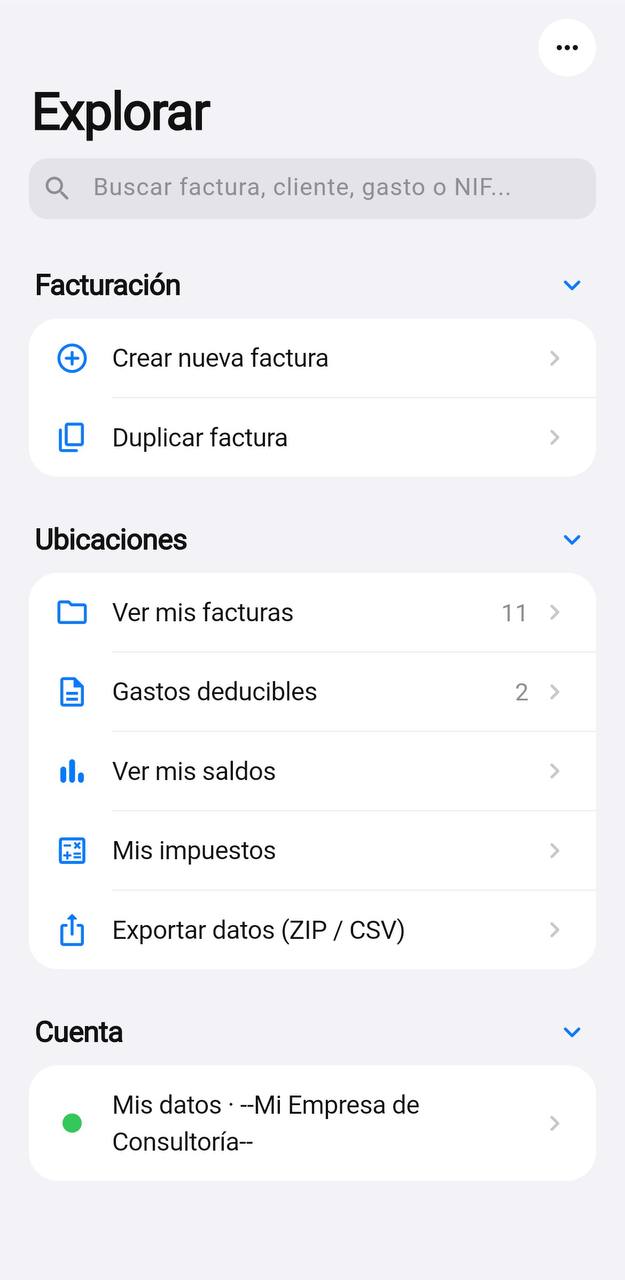 Explorar
Buscar factura, cliente, gasto o NIF...
Facturación
Crear nueva factura
Duplicar factura
Ubicaciones
Ver mis facturas 11
Gastos deducibles 2
Ver mis saldos
Mis impuestos
Exportar datos (ZIP / CSV)
Cuenta
Mis datos · --Mi Empresa de
Consultoría--